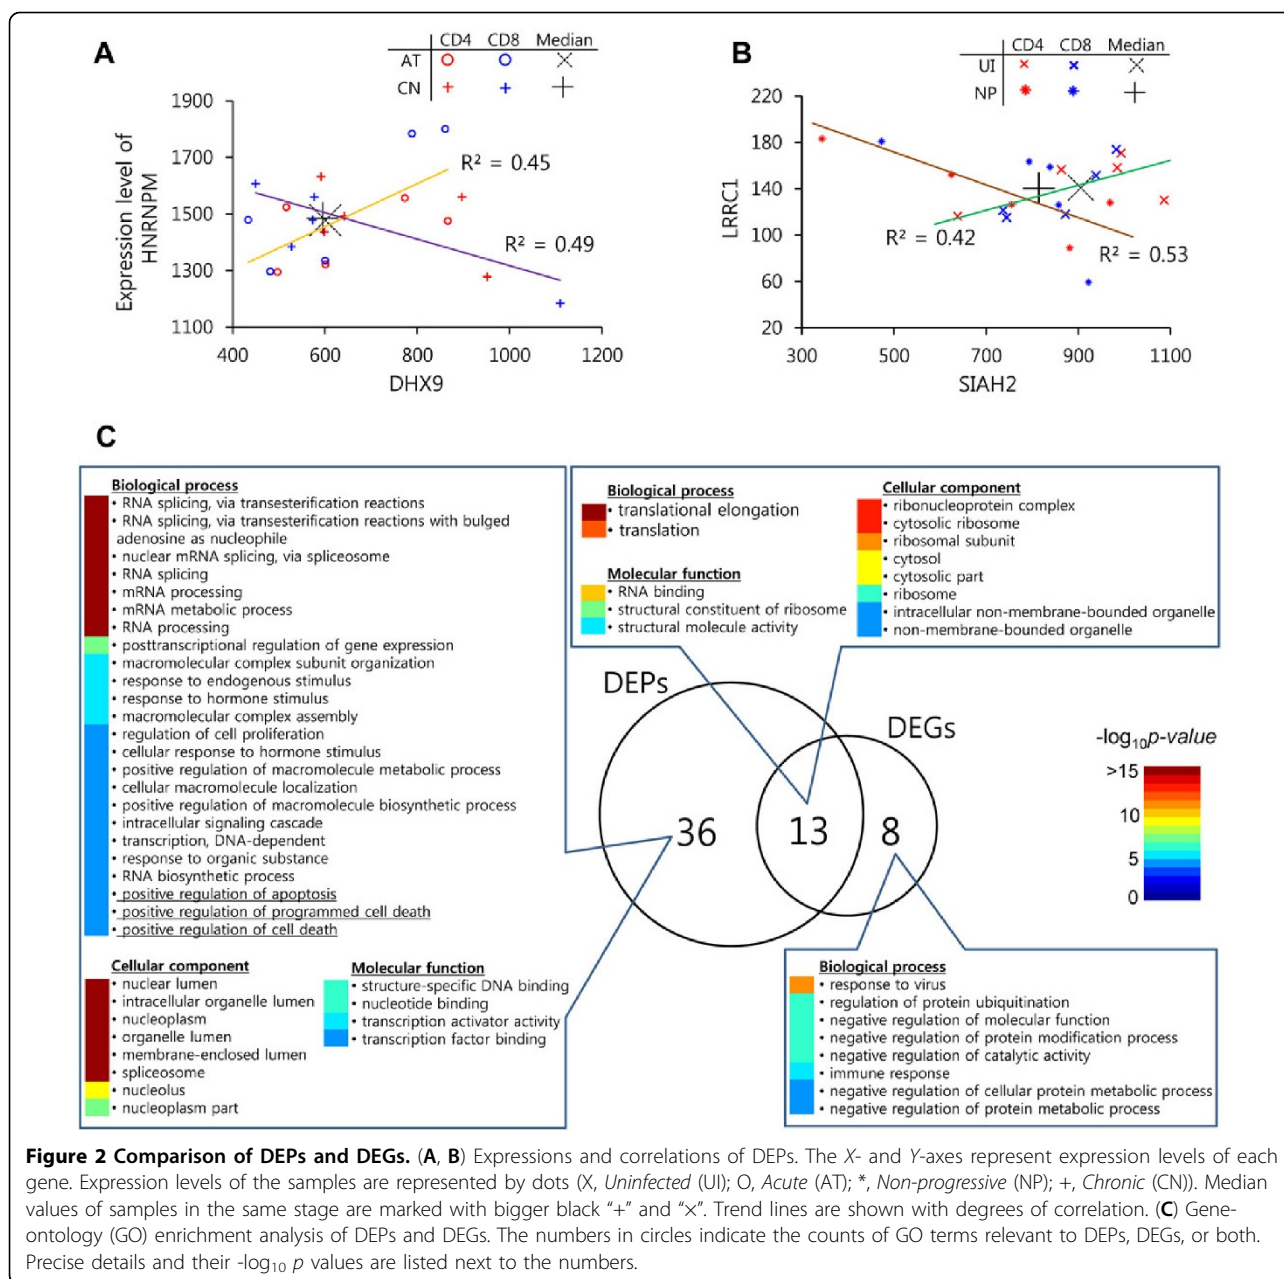 A
CD4 CD8 Median
AT
CN
1900
1700
1500
1300
1100
Expression level of
HNRNPM
R² = 0.45
R² = 0.49
400 600 800 1000 1200
DHX9
B
CD4 CD8 Median
UI
NP
220
180
140
100
60
20
LRRC1
R² = 0.42
R² = 0.53
300 500 700 900 1100
SIAH2
C
Biological process
• RNA splicing, via transesterification reactions
• RNA splicing, via transesterification reactions with bulged
adenosine as nucleophile
• nuclear mRNA splicing, via spliceosome
• RNA splicing
• mRNA processing
• mRNA metabolic process
• RNA processing
• posttranscriptional regulation of gene expression
• macromolecular complex subunit organization
• response to endogenous stimulus
• response to hormone stimulus
• macromolecular complex assembly
• regulation of cell proliferation
• cellular response to hormone stimulus
• positive regulation of macromolecule metabolic process
• cellular macromolecule localization
• positive regulation of macromolecule biosynthetic process
• intracellular signaling cascade
• transcription, DNA-dependent
• response to organic substance
• RNA biosynthetic process
• positive regulation of apoptosis
• positive regulation of programmed cell death
• positive regulation of cell death
Cellular component
• nuclear lumen
• intracellular organelle lumen
• nucleoplasm
• organelle lumen
• membrane-enclosed lumen
• spliceosome
• nucleolus
• nucleoplasm part
Molecular function
• structure-specific DNA binding
• nucleotide binding
• transcription activator activity
• transcription factor binding
Biological process
• translational elongation
• translation
Molecular function
• RNA binding
• structural constituent of ribosome
• structural molecule activity
Cellular component
• ribonucleoprotein complex
• cytosolic ribosome
• ribosomal subunit
• cytosol
• cytosolic part
• ribosome
• intracellular non-membrane-bounded organelle
• non-membrane-bounded organelle
DEPs
DEGs
36 13 8
-log₁₀p-value
>15
10
5
0
Biological process
• response to virus
• regulation of protein ubiquitination
• negative regulation of molecular function
• negative regulation of protein modification process
• negative regulation of catalytic activity
• immune response
• negative regulation of cellular protein metabolic process
• negative regulation of protein metabolic process
Figure 2 Comparison of DEPs and DEGs. (A, B) Expressions and correlations of DEPs. The X- and Y-axes represent expression levels of each
gene. Expression levels of the samples are represented by dots (X, Uninfected (UI); O, Acute (AT); *, Non-progressive (NP); +, Chronic (CN)). Median
values of samples in the same stage are marked with bigger black “+” and “×”. Trend lines are shown with degrees of correlation. (C) Gene-
ontology (GO) enrichment analysis of DEPs and DEGs. The numbers in circles indicate the counts of GO terms relevant to DEPs, DEGs, or both.
Precise details and their -log₁₀ p values are listed next to the numbers.